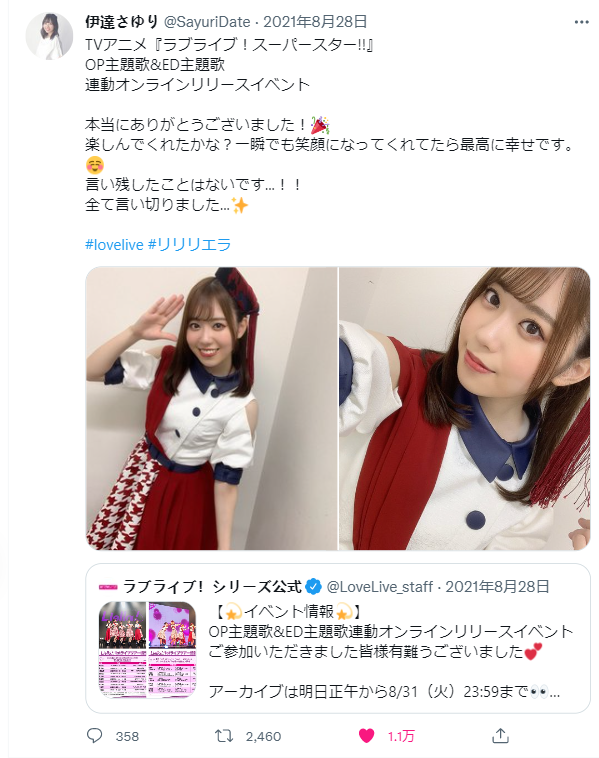 伊達さゆり @SayuriDate · 2021年8月28日
TVアニメ『ラブライブ！スーパースター!!』
OP主題歌&ED主題歌
連動オンラインリリースイベント
本当にありがとうございました！🎉
楽しんでくれたかな？一瞬でも笑顔になってくれてたら最高に幸せです。
☺️
言い残したことはないです...！！
全て言い切りました...✨
#lovelive #リリリエラ
ラブライブ！シリーズ公式 @LoveLive_staff · 2021年8月28日
【💫イベント情報💫】
OP主題歌&ED主題歌連動オンラインリリースイベント
ご参加いただきました皆様有難うございました💕
アーカイブは明日正午から8/31（火）23:59まで👀...
358 2,460 1.1万